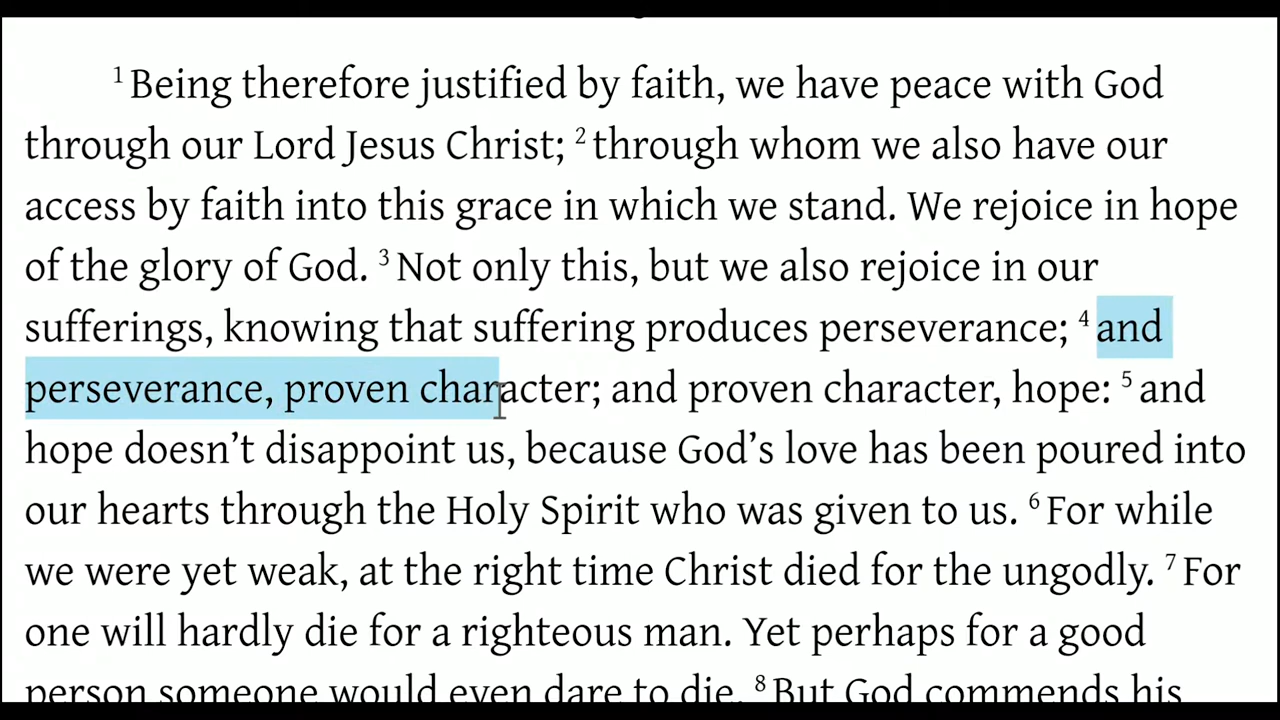 1 Being therefore justified by faith, we have peace with God
through our Lord Jesus Christ; 2 through whom we also have our
access by faith into this grace in which we stand. We rejoice in hope
of the glory of God. 3 Not only this, but we also rejoice in our
sufferings, knowing that suffering produces perseverance; 4 and
perseverance, proven character; and proven character, hope: 5 and
hope doesn’t disappoint us, because God’s love has been poured into
our hearts through the Holy Spirit who was given to us. 6 For while
we were yet weak, at the right time Christ died for the ungodly. 7 For
one will hardly die for a righteous man. Yet perhaps for a good
person someone would even dare to die. 8 But God commends his